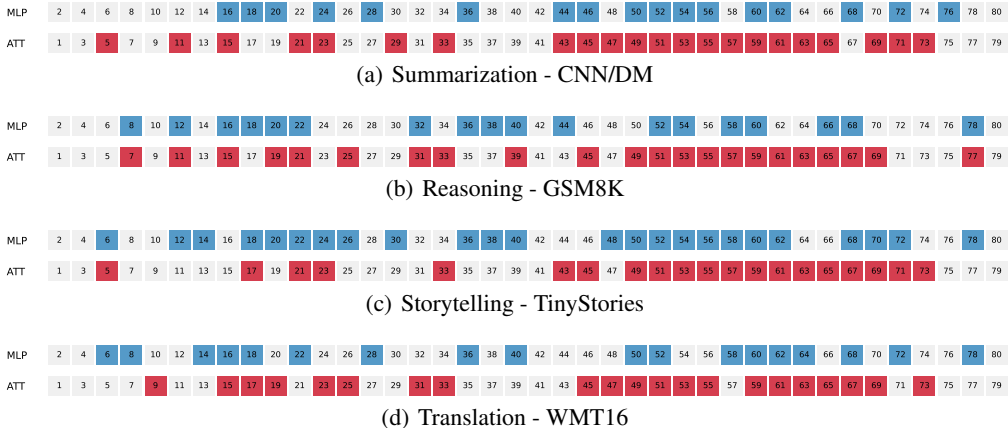 MLP 2 4 6 8 10 12 14 16 18 20 22 24 26 28 30 32 34 36 38 40 42 44 46 48 50 52 54 56 58 60 62 64 66 68 70 72 74 76 78 80
ATT 1 3 5 7 9 11 13 15 17 19 21 23 25 27 29 31 33 35 37 39 41 43 45 47 49 51 53 55 57 59 61 63 65 67 69 71 73 75 77 79
(a) Summarization - CNN/DM
MLP 2 4 6 8 10 12 14 16 18 20 22 24 26 28 30 32 34 36 38 40 42 44 46 48 50 52 54 56 58 60 62 64 66 68 70 72 74 76 78 80
ATT 1 3 5 7 9 11 13 15 17 19 21 23 25 27 29 31 33 35 37 39 41 43 45 47 49 51 53 55 57 59 61 63 65 67 69 71 73 75 77 79
(b) Reasoning - GSM8K
MLP 2 4 6 8 10 12 14 16 18 20 22 24 26 28 30 32 34 36 38 40 42 44 46 48 50 52 54 56 58 60 62 64 66 68 70 72 74 76 78 80
ATT 1 3 5 7 9 11 13 15 17 19 21 23 25 27 29 31 33 35 37 39 41 43 45 47 49 51 53 55 57 59 61 63 65 67 69 71 73 75 77 79
(c) Storytelling - TinyStories
MLP 2 4 6 8 10 12 14 16 18 20 22 24 26 28 30 32 34 36 38 40 42 44 46 48 50 52 54 56 58 60 62 64 66 68 70 72 74 76 78 80
ATT 1 3 5 7 9 11 13 15 17 19 21 23 25 27 29 31 33 35 37 39 41 43 45 47 49 51 53 55 57 59 61 63 65 67 69 71 73 75 77 79
(d) Translation - WMT16